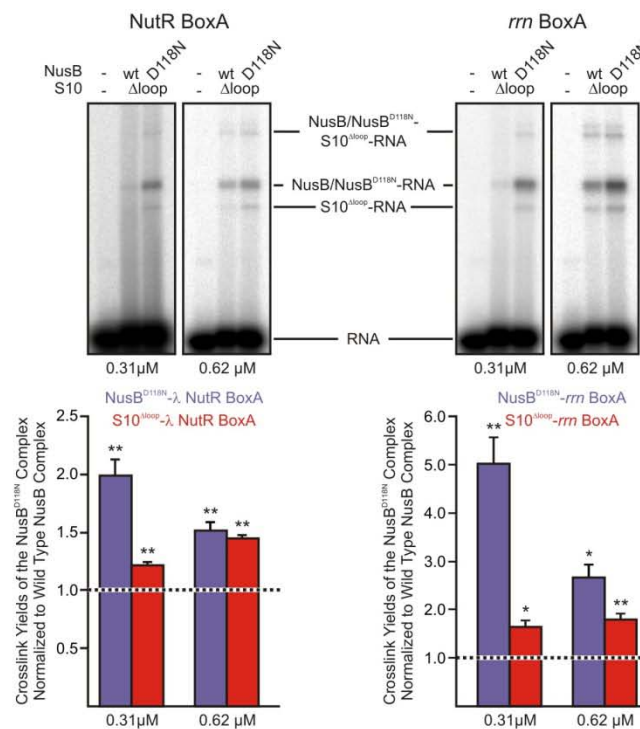 NutR BoxA
rrn BoxA
NusB - wt D118N - wt D118N - wt D118N - wt D118N
S10 - Δloop - Δloop - Δloop - Δloop
NusB/NusB^D118N-
S10^Δloop-RNA
NusB/NusB^D118N-RNA
S10^Δloop-RNA
RNA
0.31µM 0.62 µM 0.31µM 0.62 µM
Crosslink Yields of the NusB^D118N Complex
Normalized to Wild Type NusB Complex
NusB^D118N-λ NutR BoxA
S10^Δloop-λ NutR BoxA
2.5
2.0
1.5
1.0
0.5
** ** ** **
0.31µM 0.62 µM
Crosslink Yields of the NusB^D118N Complex
Normalized to Wild Type NusB Complex
NusB^D118N-rrn BoxA
S10^Δloop-rrn BoxA
6.0
5.0
4.0
3.0
2.0
1.0
** * * **
0.31µM 0.62 µM